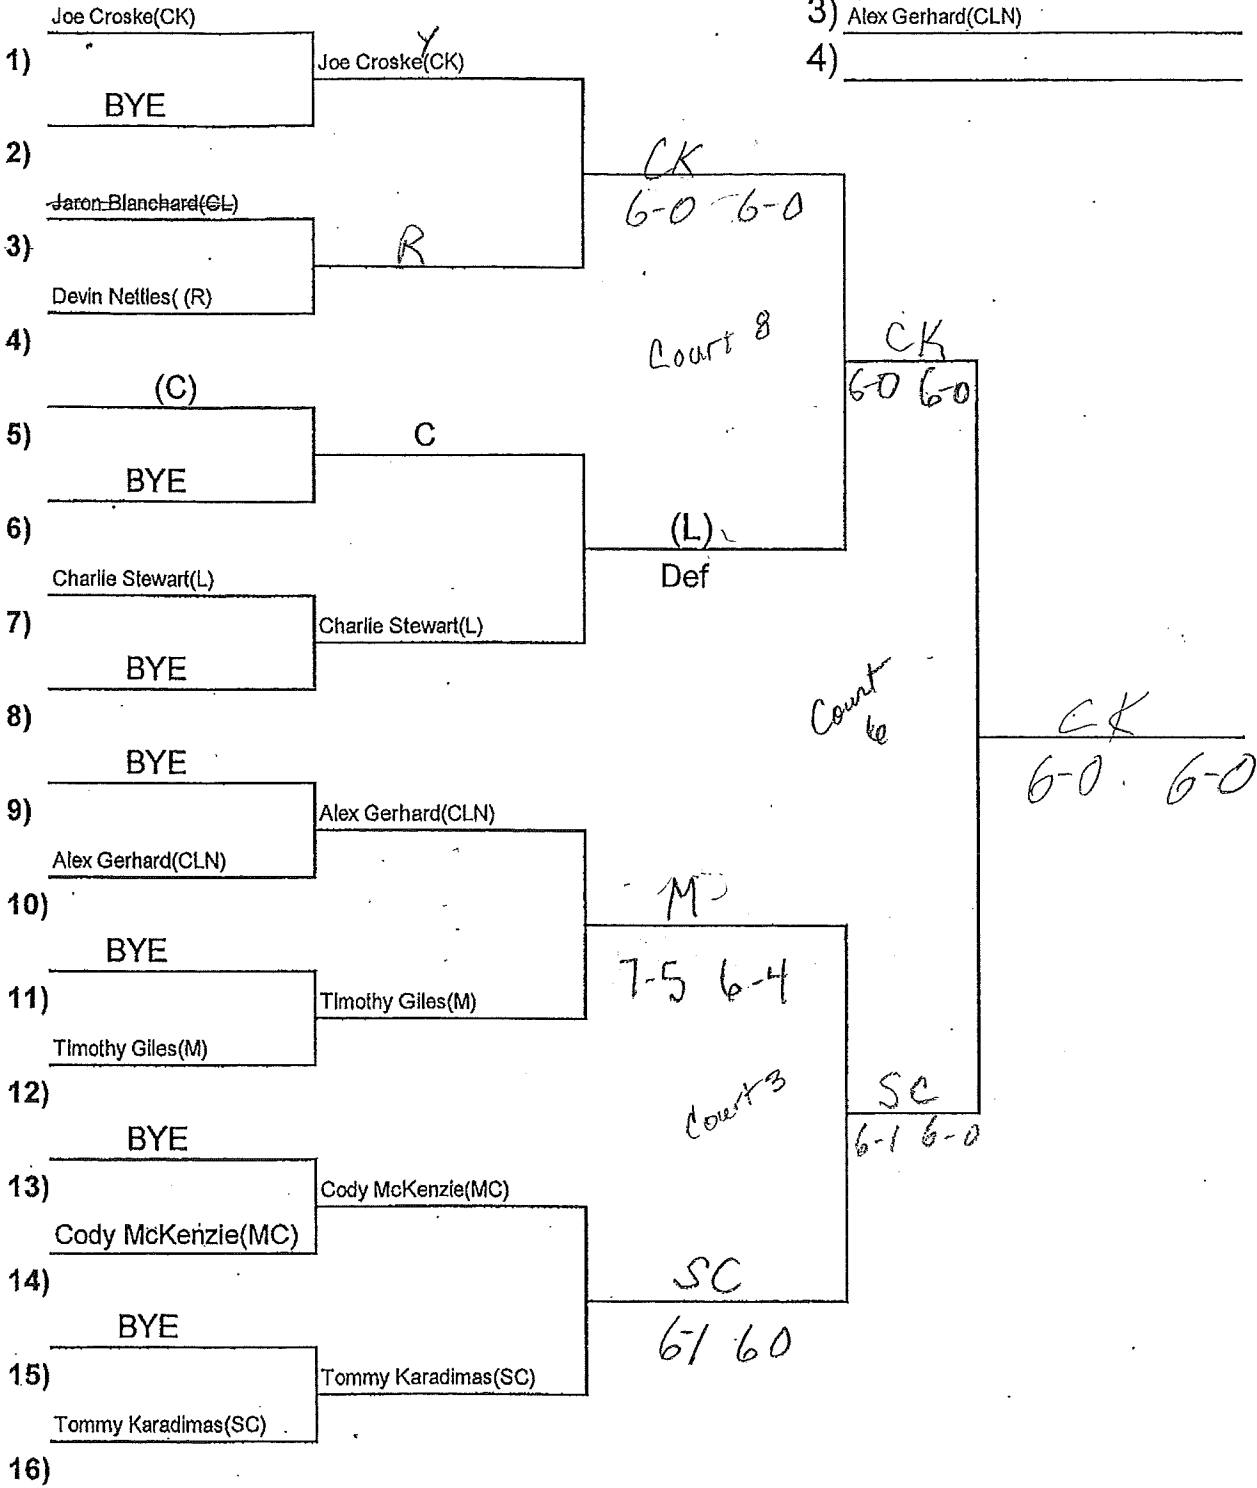 Joe Croske(CK)
3) Alex Gerhard(CLN)
1)
Y
Joe Croske(CK)
4)
BYE
2)
CK
Jaron Blanchard(CL)
6-0 6-0
3)
R
Devin Nettles( (R)
Court 8
4)
CK
(C)
6-0 6-0
5)
C
BYE
6)
(L)
Def
Charlie Stewart(L)
7)
Charlie Stewart(L)
BYE
Court
6
8)
CK
BYE
6-0 6-0
9)
Alex Gerhard(CLN)
Alex Gerhard(CLN)
10)
M
BYE
7-5 6-4
11)
Timothy Giles(M)
Timothy Giles(M)
12)
Court 3
SC
BYE
6-1 6-0
13)
Cody McKenzie(MC)
Cody McKenzie(MC)
14)
SC
BYE
6-1 60
15)
Tommy Karadimas(SC)
Tommy Karadimas(SC)
16)